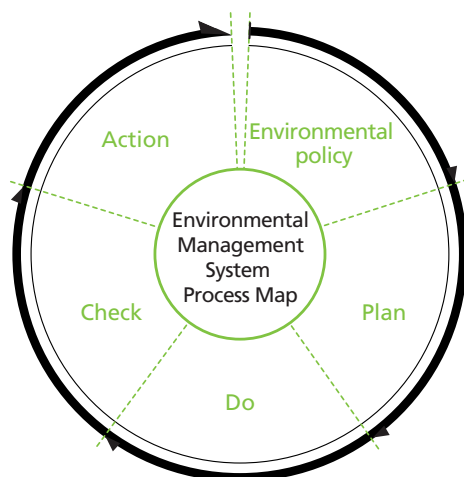 Action
Environmental
policy
Environmental
Management
System
Process Map
Check
Plan
Do